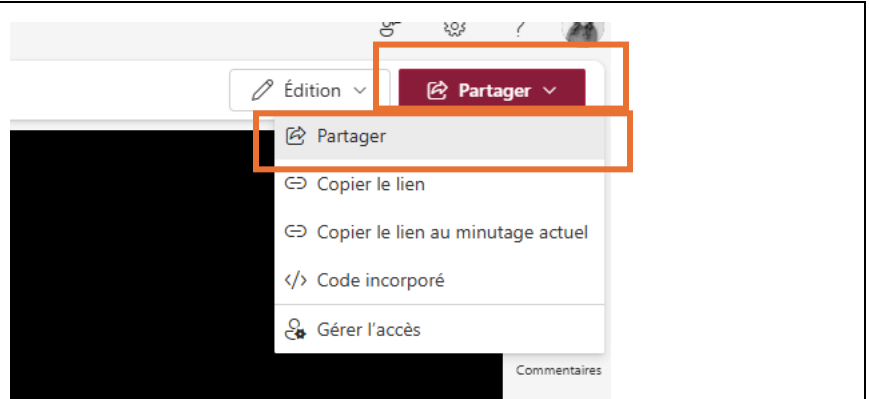 ?
Édition Partager
Partager
Copier le lien
Copier le lien au minutage actuel
</> Code incorporé
Gérer l'accès
Commentaires